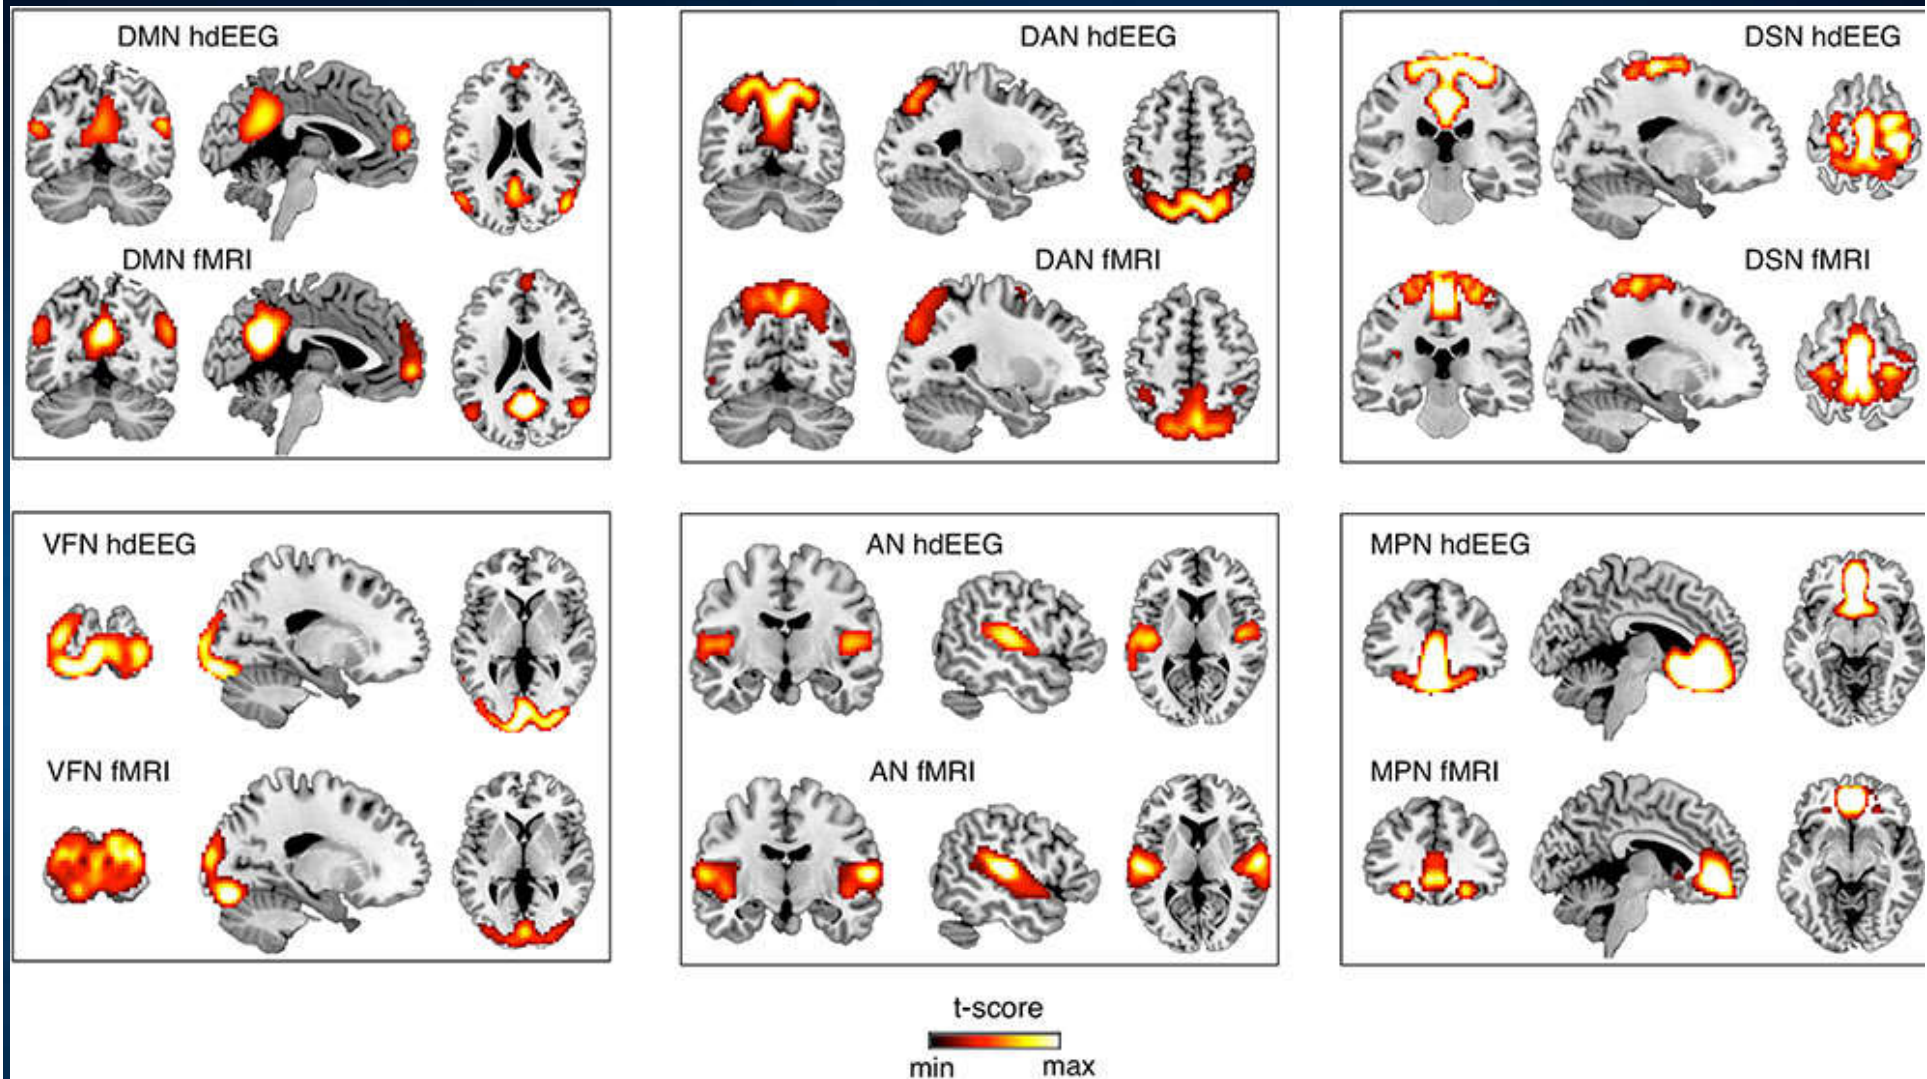 DMN hdEEG
DMN fMRI
DAN hdEEG
DAN fMRI
DSN hdEEG
DSN fMRI
VFN hdEEG
VFN fMRI
AN hdEEG
AN fMRI
MPN hdEEG
MPN fMRI
t-score
min max